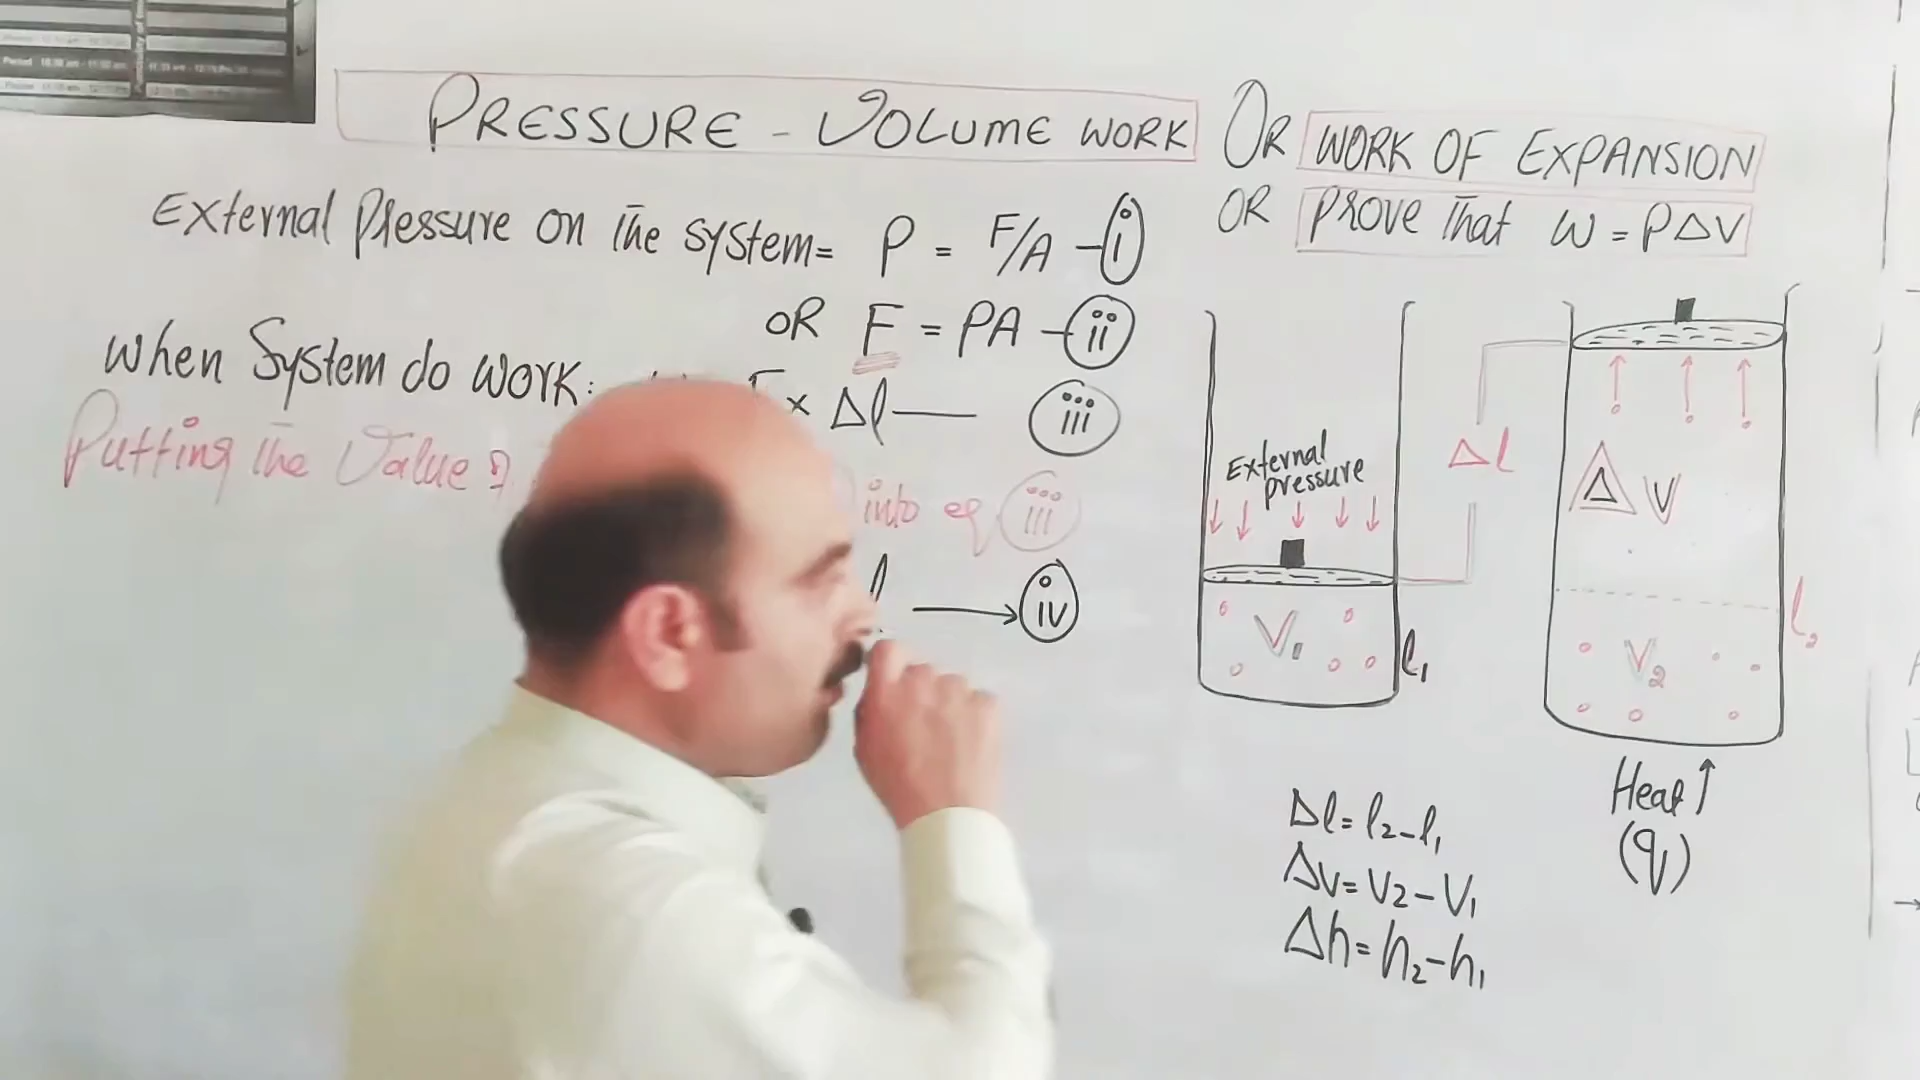 PRESSURE - VOLUME WORK OR WORK OF EXPANSION
OR PROVE That W = PΔV
External Pressure on The system = P = F/A - i
OR F = PA - ii
When System do work:
x Δl — iii
Putting The Value of
into eq iii
l → iv
External
pressure
V1
l1
Δl
Δ V
l2
V2
Heat ↑
(q)
Δl = l2 - l1
Δv = V2 - V1
Δh = h2 - h1